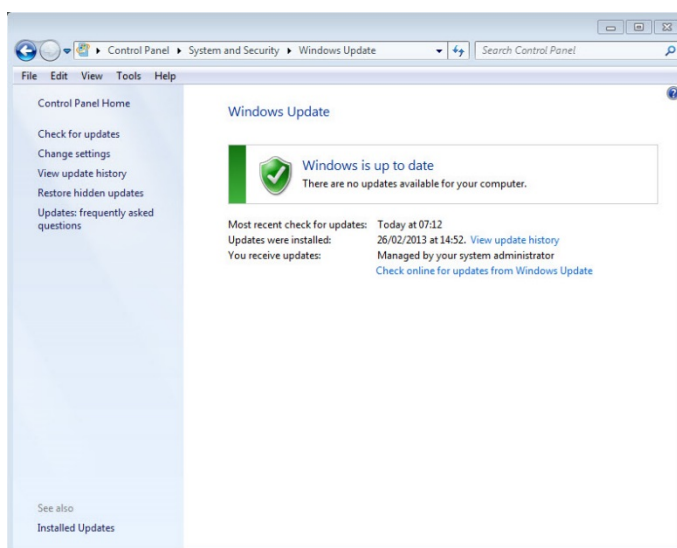 Control Panel ▸ System and Security ▸ Windows Update
Search Control Panel
File Edit View Tools Help
Control Panel Home
Check for updates
Change settings
View update history
Restore hidden updates
Updates: frequently asked
questions
Windows Update
Windows is up to date
There are no updates available for your computer.
Most recent check for updates: Today at 07:12
Updates were installed: 26/02/2013 at 14:52. View update history
You receive updates: Managed by your system administrator
Check online for updates from Windows Update
See also
Installed Updates